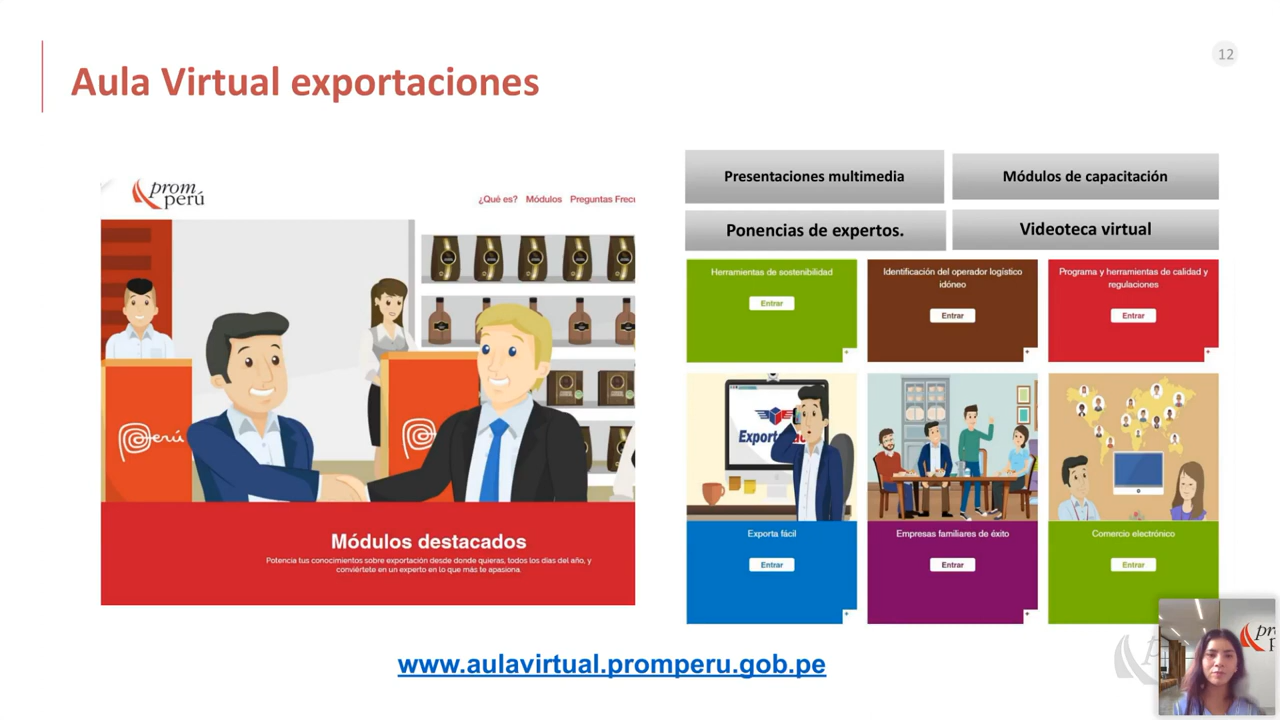 12
Aula Virtual exportaciones
prom
perú
¿Qué es? Módulos Preguntas
Perú
Módulos destacados
Potencia tus conocimientos sobre exportación desde donde quieras, todos los días del año, y
conviértete en un experto en lo que más te apasiona.
Presentaciones multimedia
Módulos de capacitación
Ponencias de expertos.
Videoteca virtual
Herramientas de sostenibilidad
Entrar
Identificación del operador logístico
idóneo
Entrar
Programa y herramientas de calidad y
regulaciones
Entrar
Exporta fácil
Entrar
Empresas familiares de éxito
Entrar
Comercio electrónico
Entrar
www.aulavirtual.promperu.gob.pe